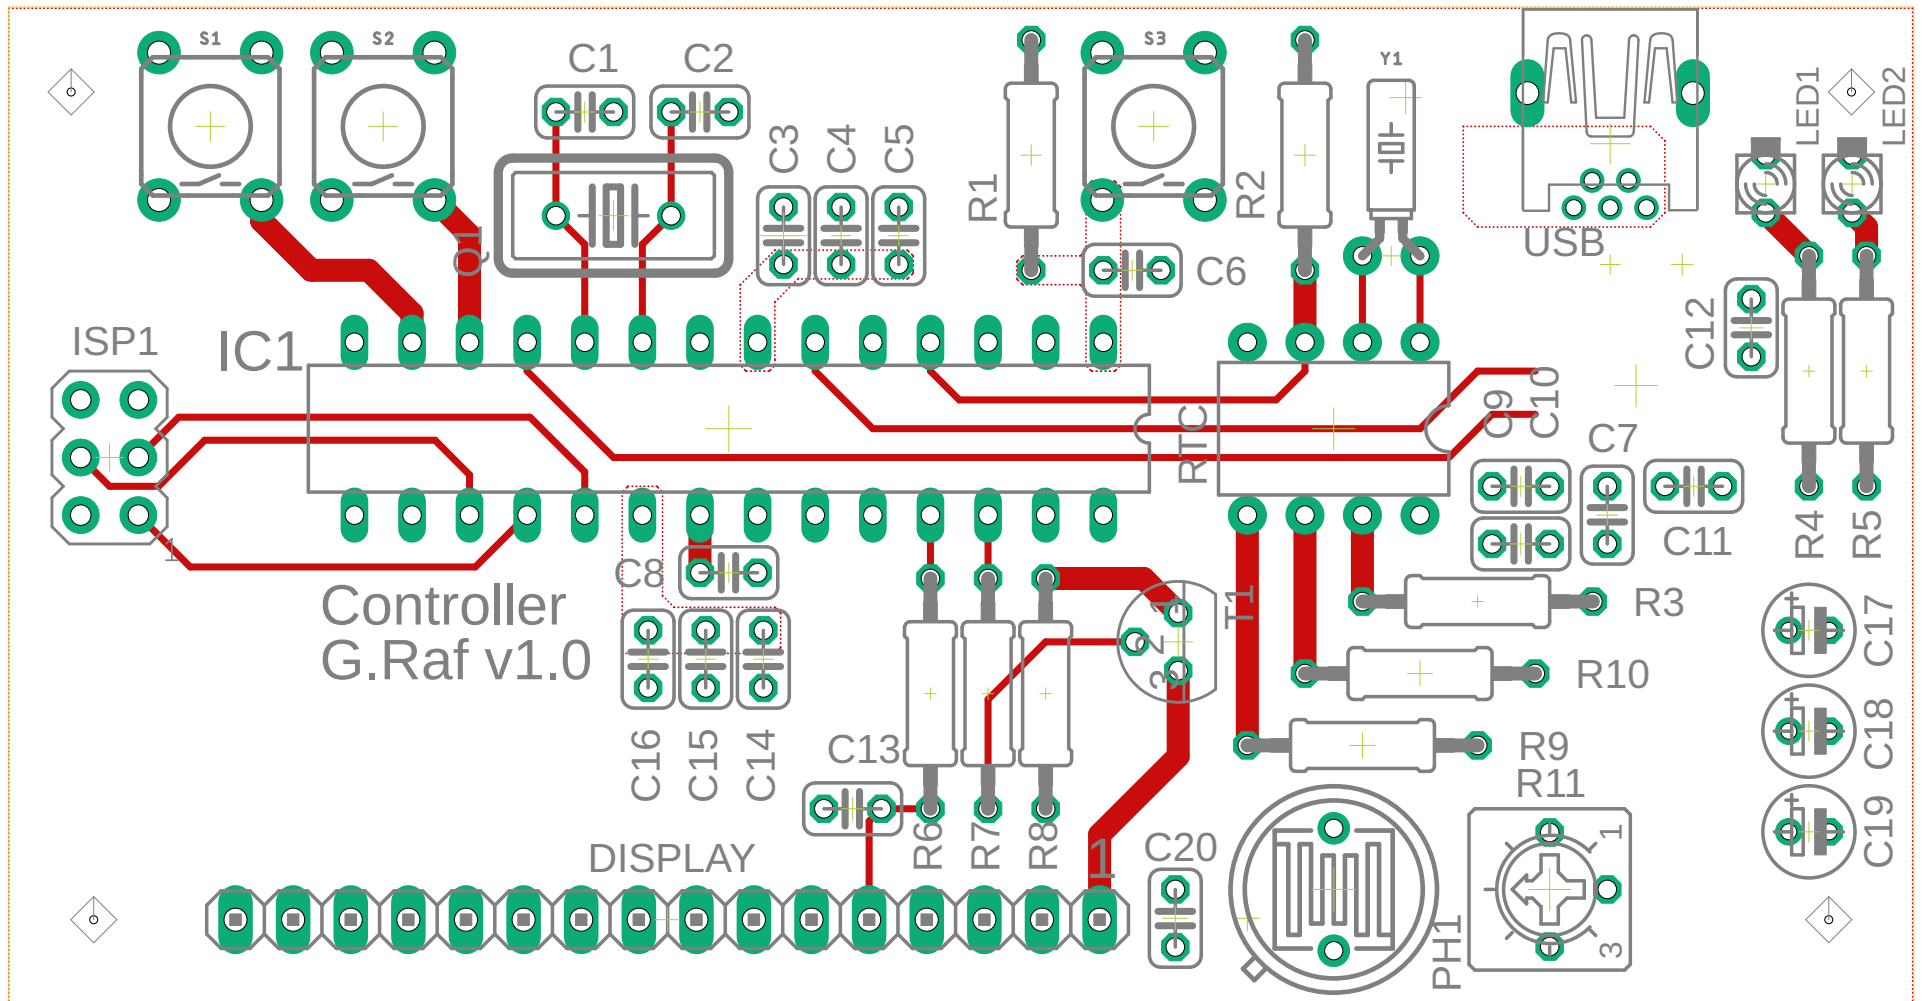 S1
S2
C1
C2
C3
C4
C5
R1
S3
R2
Y1
USB
LED1
LED2
Q1
C6
C12
ISP1
IC1
RTC
C9
C10
C7
C11
R4
R5
1
C8
Controller
G.Raf v1.0
T1
1
2
3
R3
R10
R9
R11
C17
C18
C19
C16
C15
C14
C13
R6
R7
R8
1
DISPLAY
C20
PH1
1
3